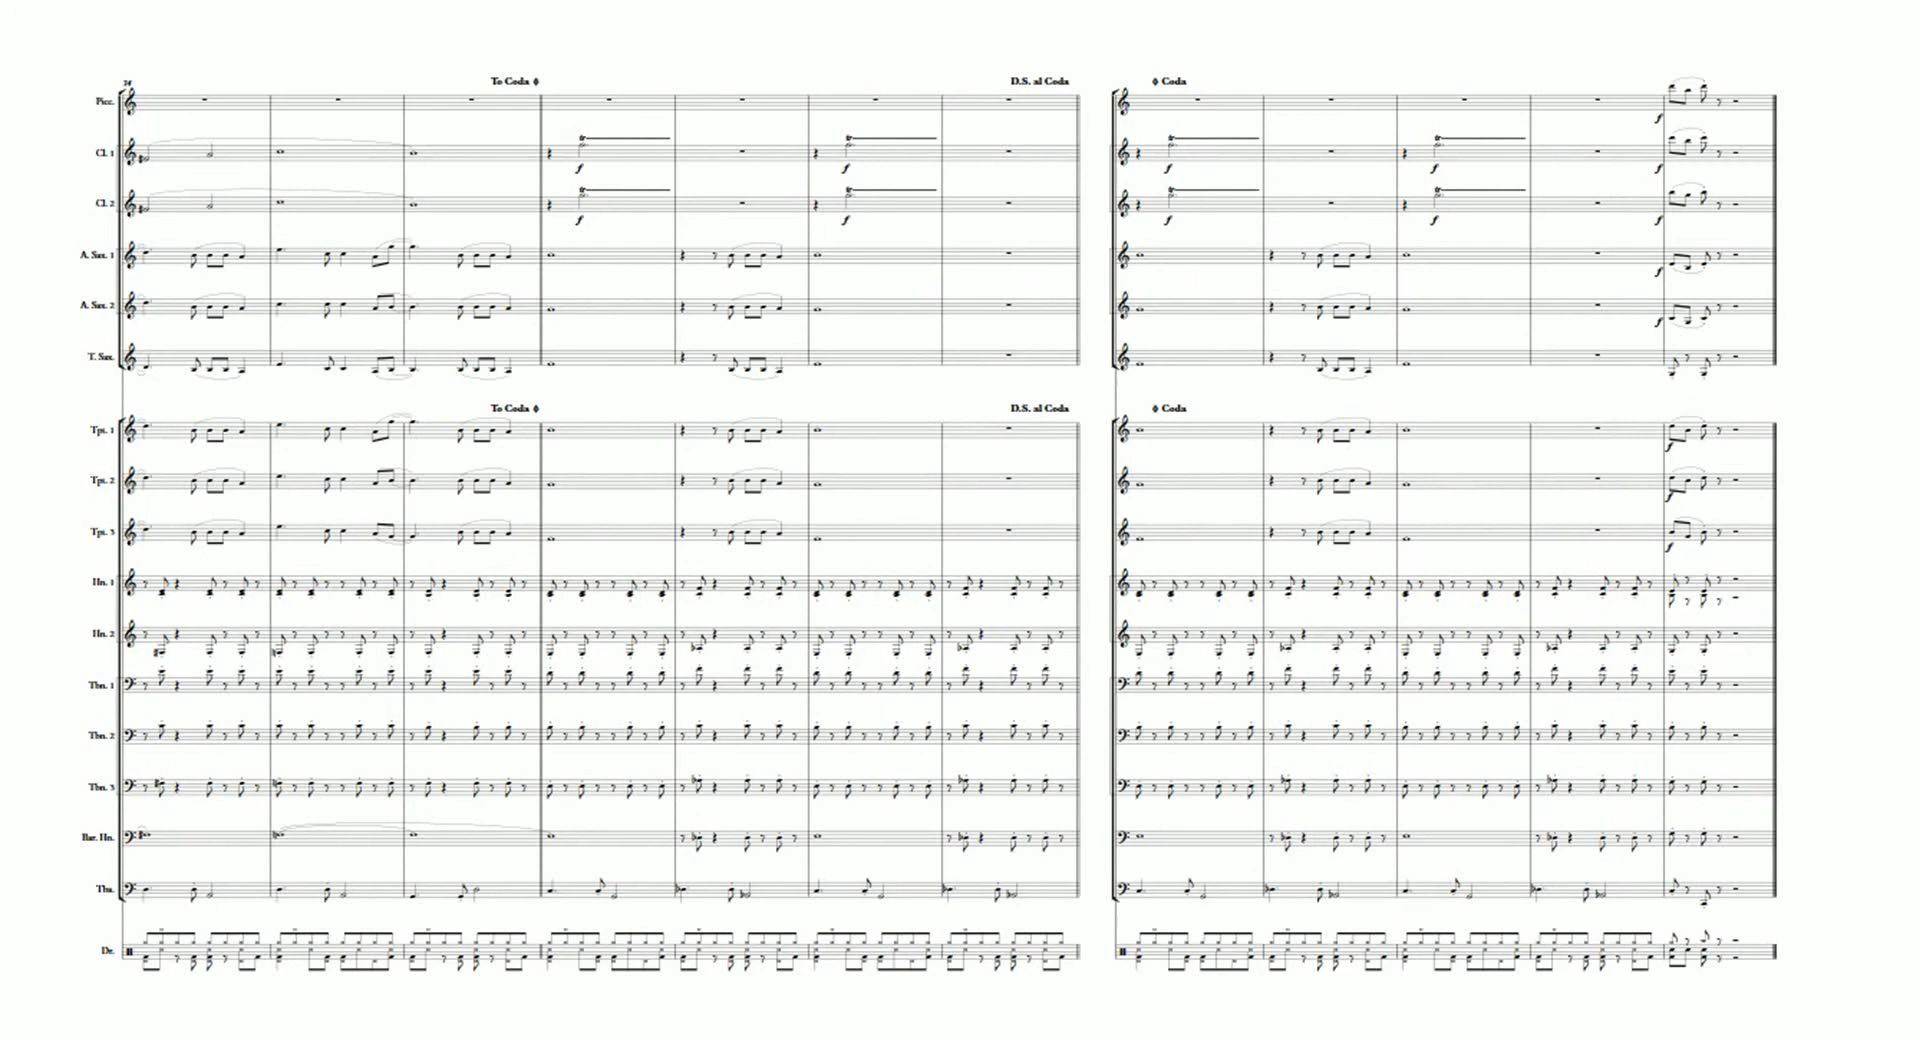 34
To Coda D.S. al Coda Coda
Picc.
Cl. 1
f f f f f
Cl. 2
f f f f f
A. Sax. 1
f
A. Sax. 2
f
T. Sax.
To Coda D.S. al Coda Coda
Tpt. 1
f
Tpt. 2
f
Tpt. 3
f
Hn. 1
Hn. 2
Tbn. 1
Tbn. 2
Tbn. 3
Bar. Hn.
Tba.
Dr.